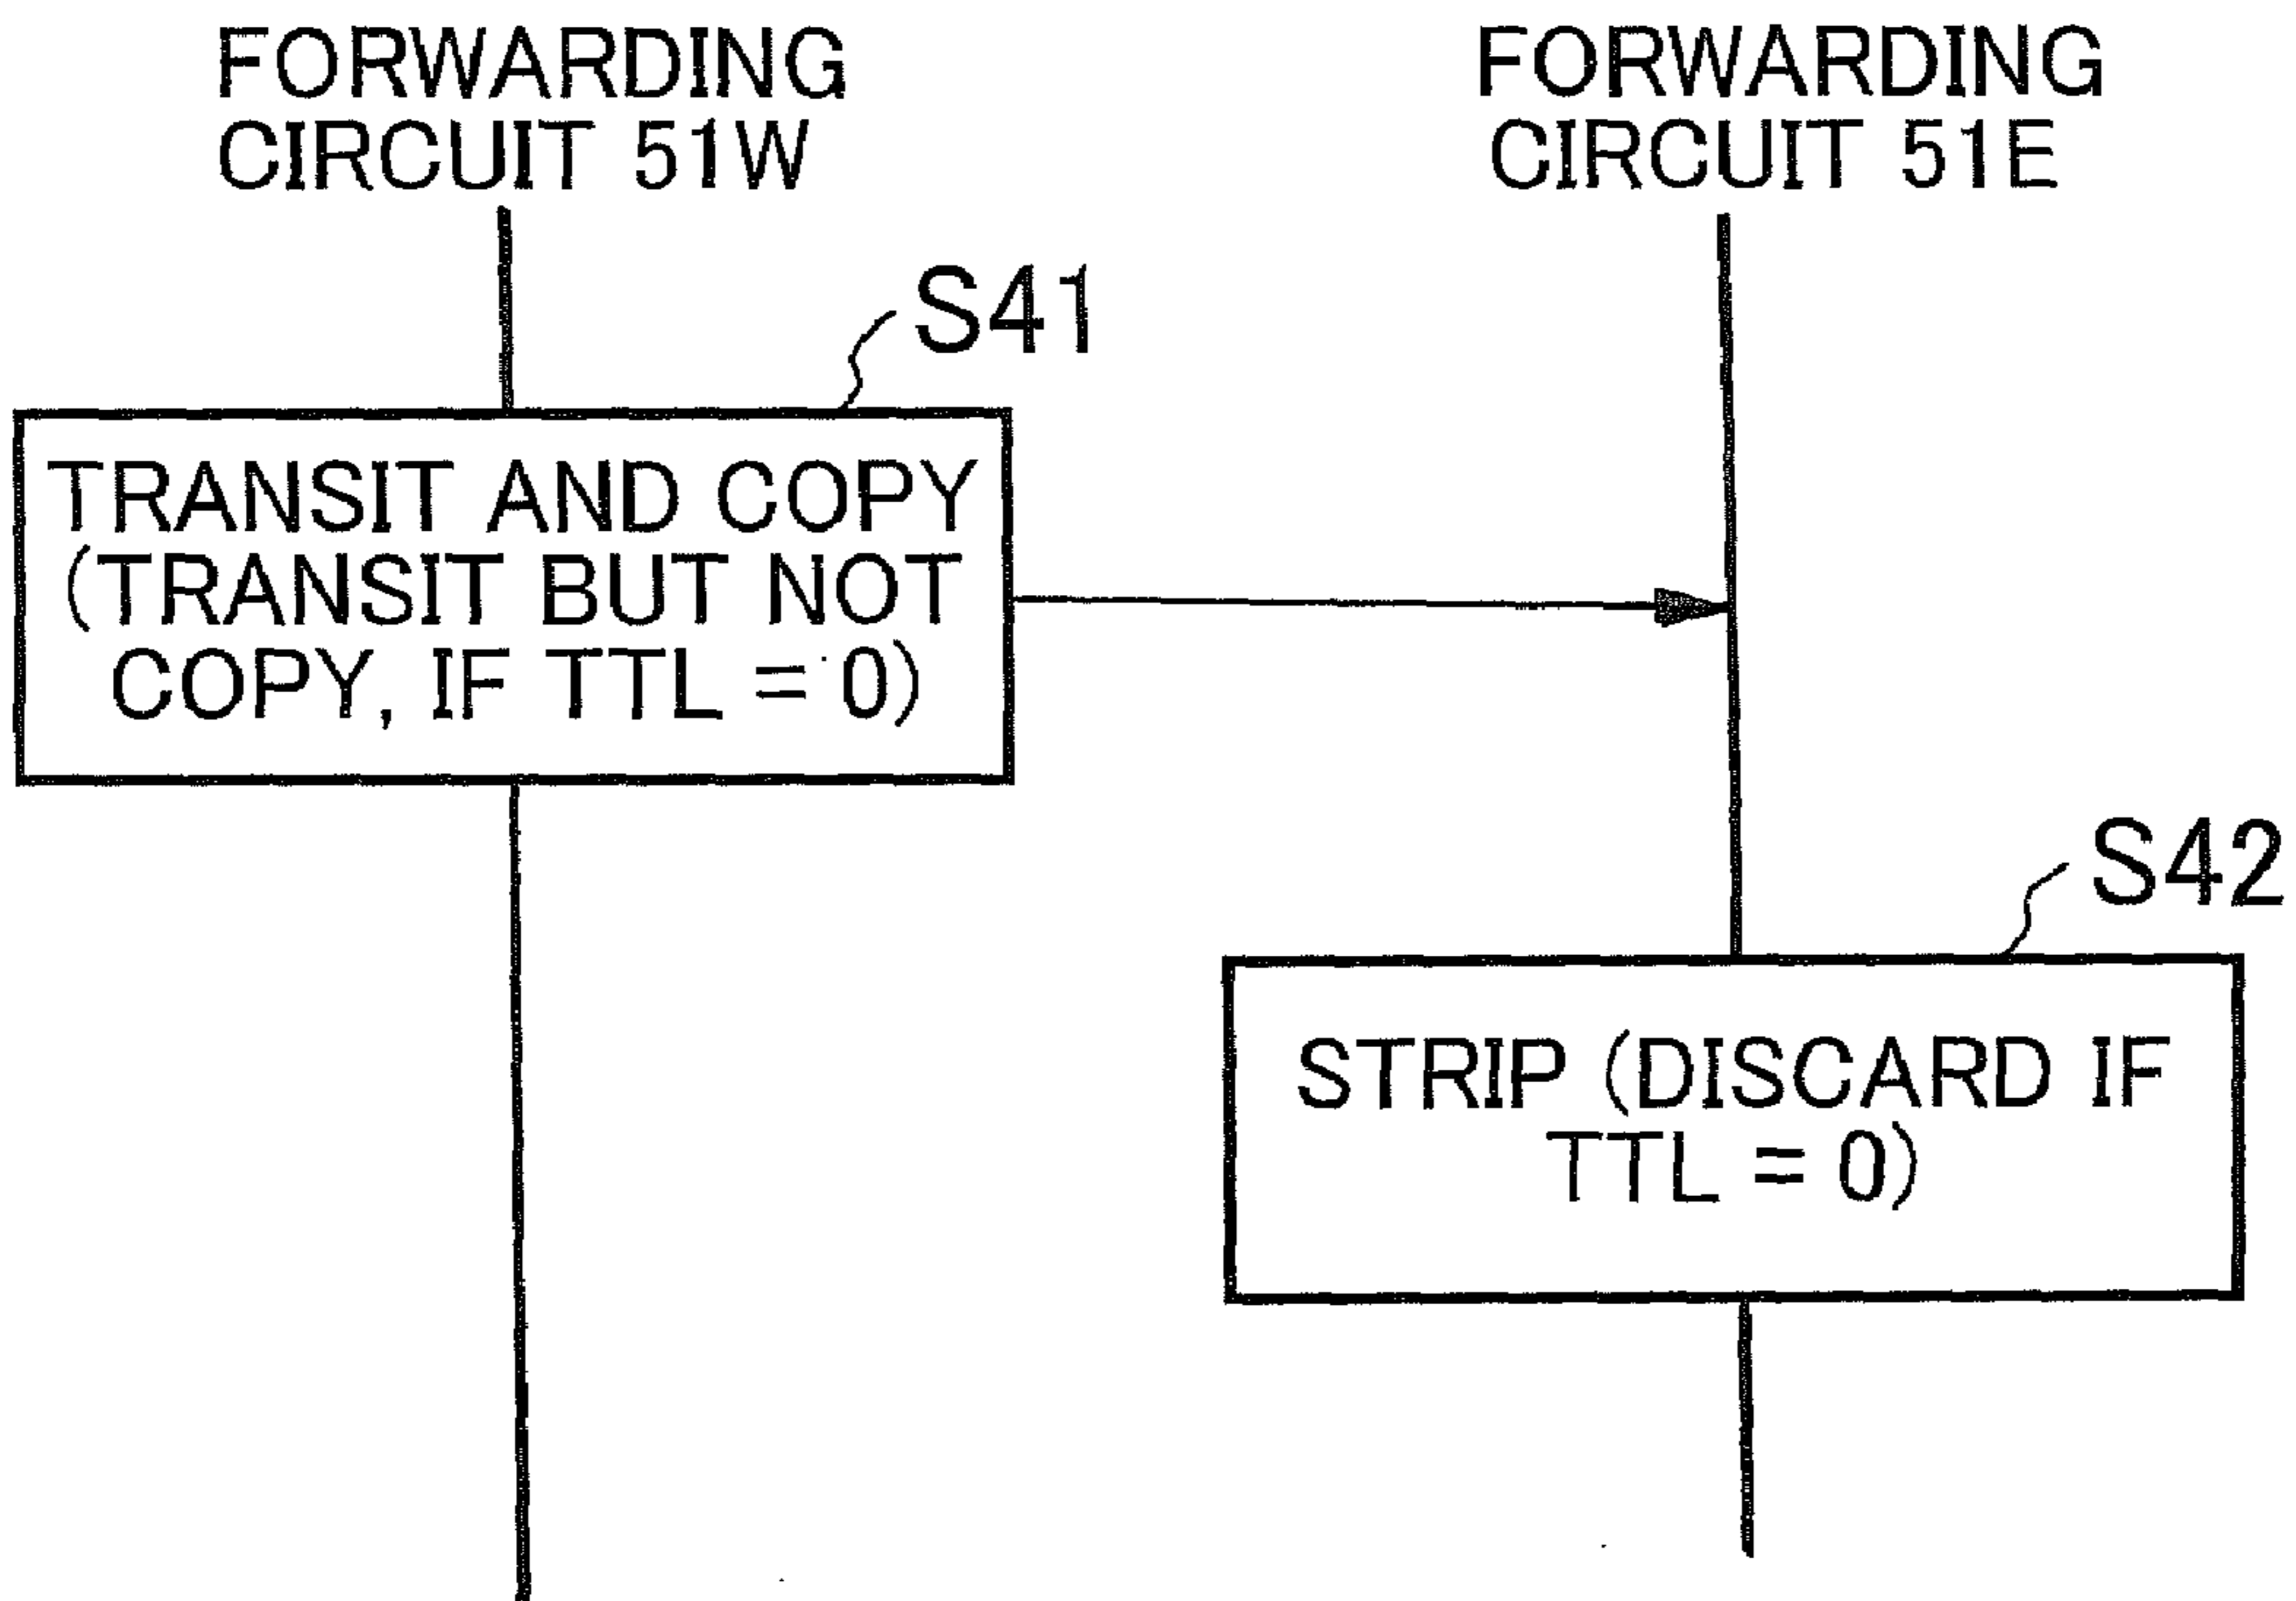 FORWARDING
CIRCUIT 51W
FORWARDING
CIRCUIT 51E
S41
TRANSIT AND COPY
(TRANSIT BUT NOT
COPY, IF TTL = 0)
S42
STRIP (DISCARD IF
TTL = 0)